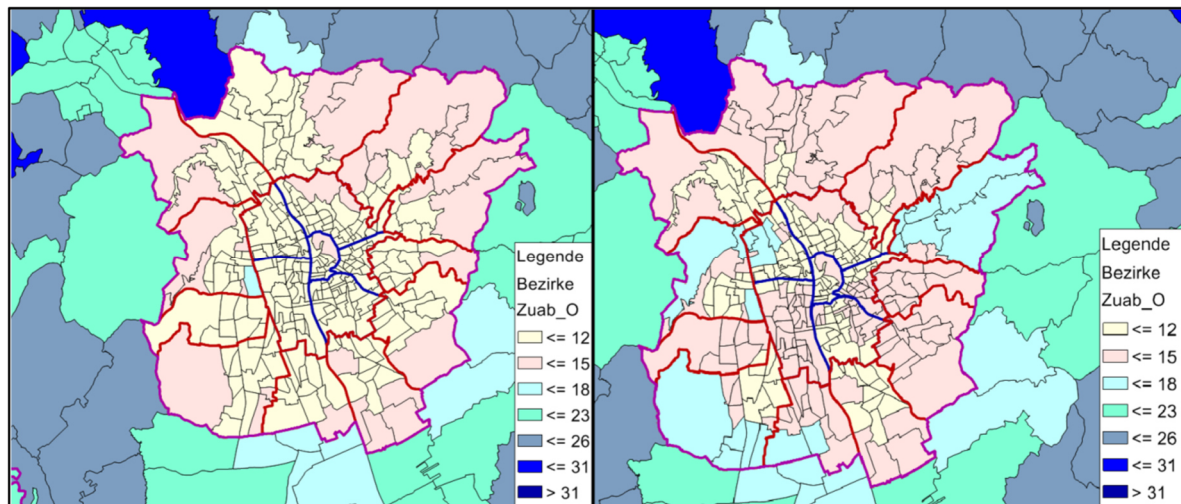 Legende
Bezirke
Zuab_O
<= 12
<= 15
<= 18
<= 23
<= 26
<= 31
> 31
Legende
Bezirke
Zuab_O
<= 12
<= 15
<= 18
<= 23
<= 26
<= 31
> 31